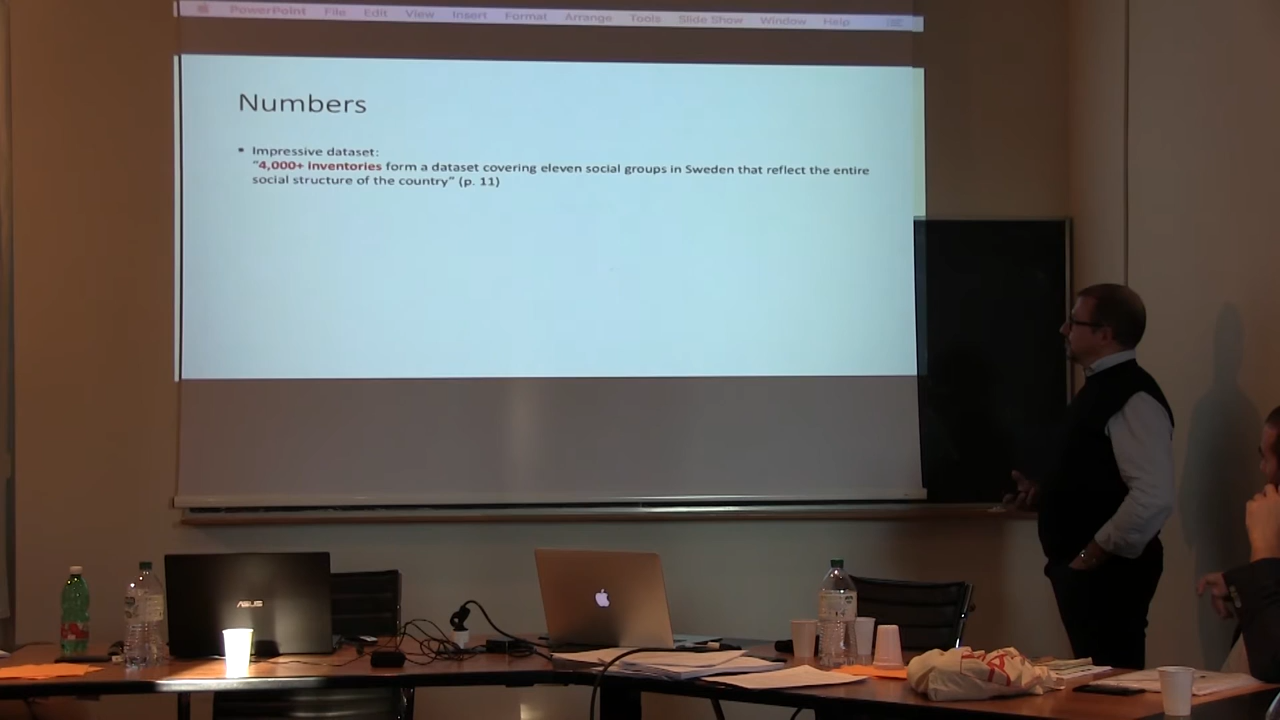 PowerPoint File Edit View Insert Format Arrange Tools Slide Show Window Help
Numbers
• Impressive dataset:
"4,000+ inventories form a dataset covering eleven social groups in Sweden that reflect the entire
social structure of the country" (p. 11)
ASUS